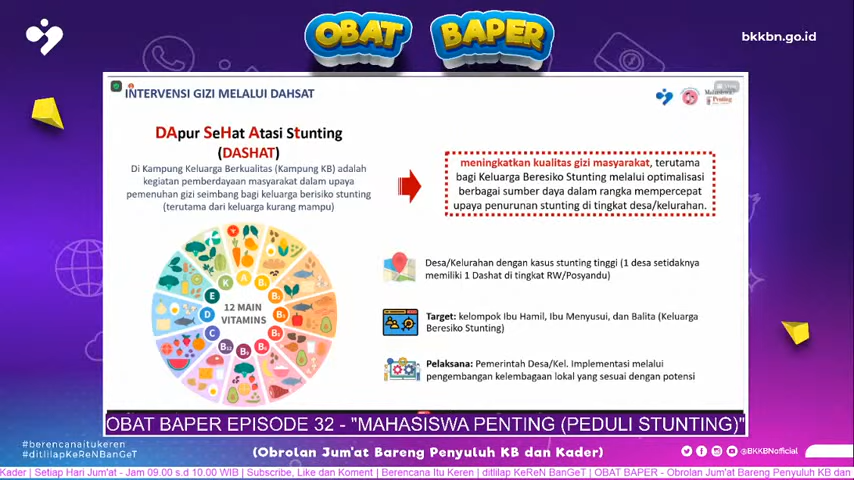 OBAT BAPER
bkkbn.go.id
INTERVENSI GIZI MELALUI DAHSAT
Mahasiswa
Penting
DApur SeHat Atasi Stunting
(DASHAT)
Di Kampung Keluarga Berkualitas (Kampung KB) adalah
kegiatan pemberdayaan masyarakat dalam upaya
pemenuhan gizi seimbang bagi keluarga berisiko stunting
(terutama dari keluarga kurang mampu)
meningkatkan kualitas gizi masyarakat, terutama
bagi Keluarga Beresiko Stunting melalui optimalisasi
berbagai sumber daya dalam rangka mempercepat
upaya penurunan stunting di tingkat desa/kelurahan.
12 MAIN
VITAMINS
A
K
E
D
C
B12
B9
Desa/Kelurahan dengan kasus stunting tinggi (1 desa setidaknya
memiliki 1 Dashat di tingkat RW/Posyandu)
Target: kelompok Ibu Hamil, Ibu Menyusui, dan Balita (Keluarga
Beresiko Stunting)
Pelaksana: Pemerintah Desa/Kel. Implementasi melalui
pengembangan kelembagaan lokal yang sesuai dengan potensi
OBAT BAPER EPISODE 32 - "MAHASISWA PENTING (PEDULI STUNTING)"
#berencanaitukeren
#ditlilapKeReNBanGeT
(Obrolan Jum'at Bareng Penyuluh KB dan Kader)
@BKKBNofficial
Kader | Setiap Hari Jum'at - Jam 09.00 s.d 10.00 WIB | Subscribe, Like dan Koment | Berencana Itu Keren | ditlilap KeReN BanGeT | OBAT BAPER - Obrolan Jum'at Bareng Penyuluh KB dan